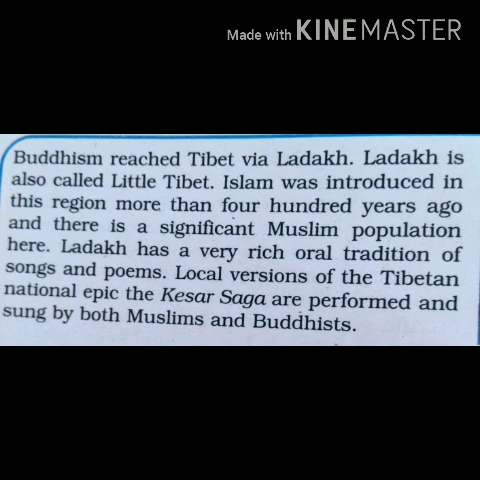 Made with KINEMASTER
Buddhism reached Tibet via Ladakh. Ladakh is
also called Little Tibet. Islam was introduced in
this region more than four hundred years ago
and there is a significant Muslim population
here. Ladakh has a very rich oral tradition of
songs and poems. Local versions of the Tibetan
national epic the Kesar Saga are performed and
sung by both Muslims and Buddhists.